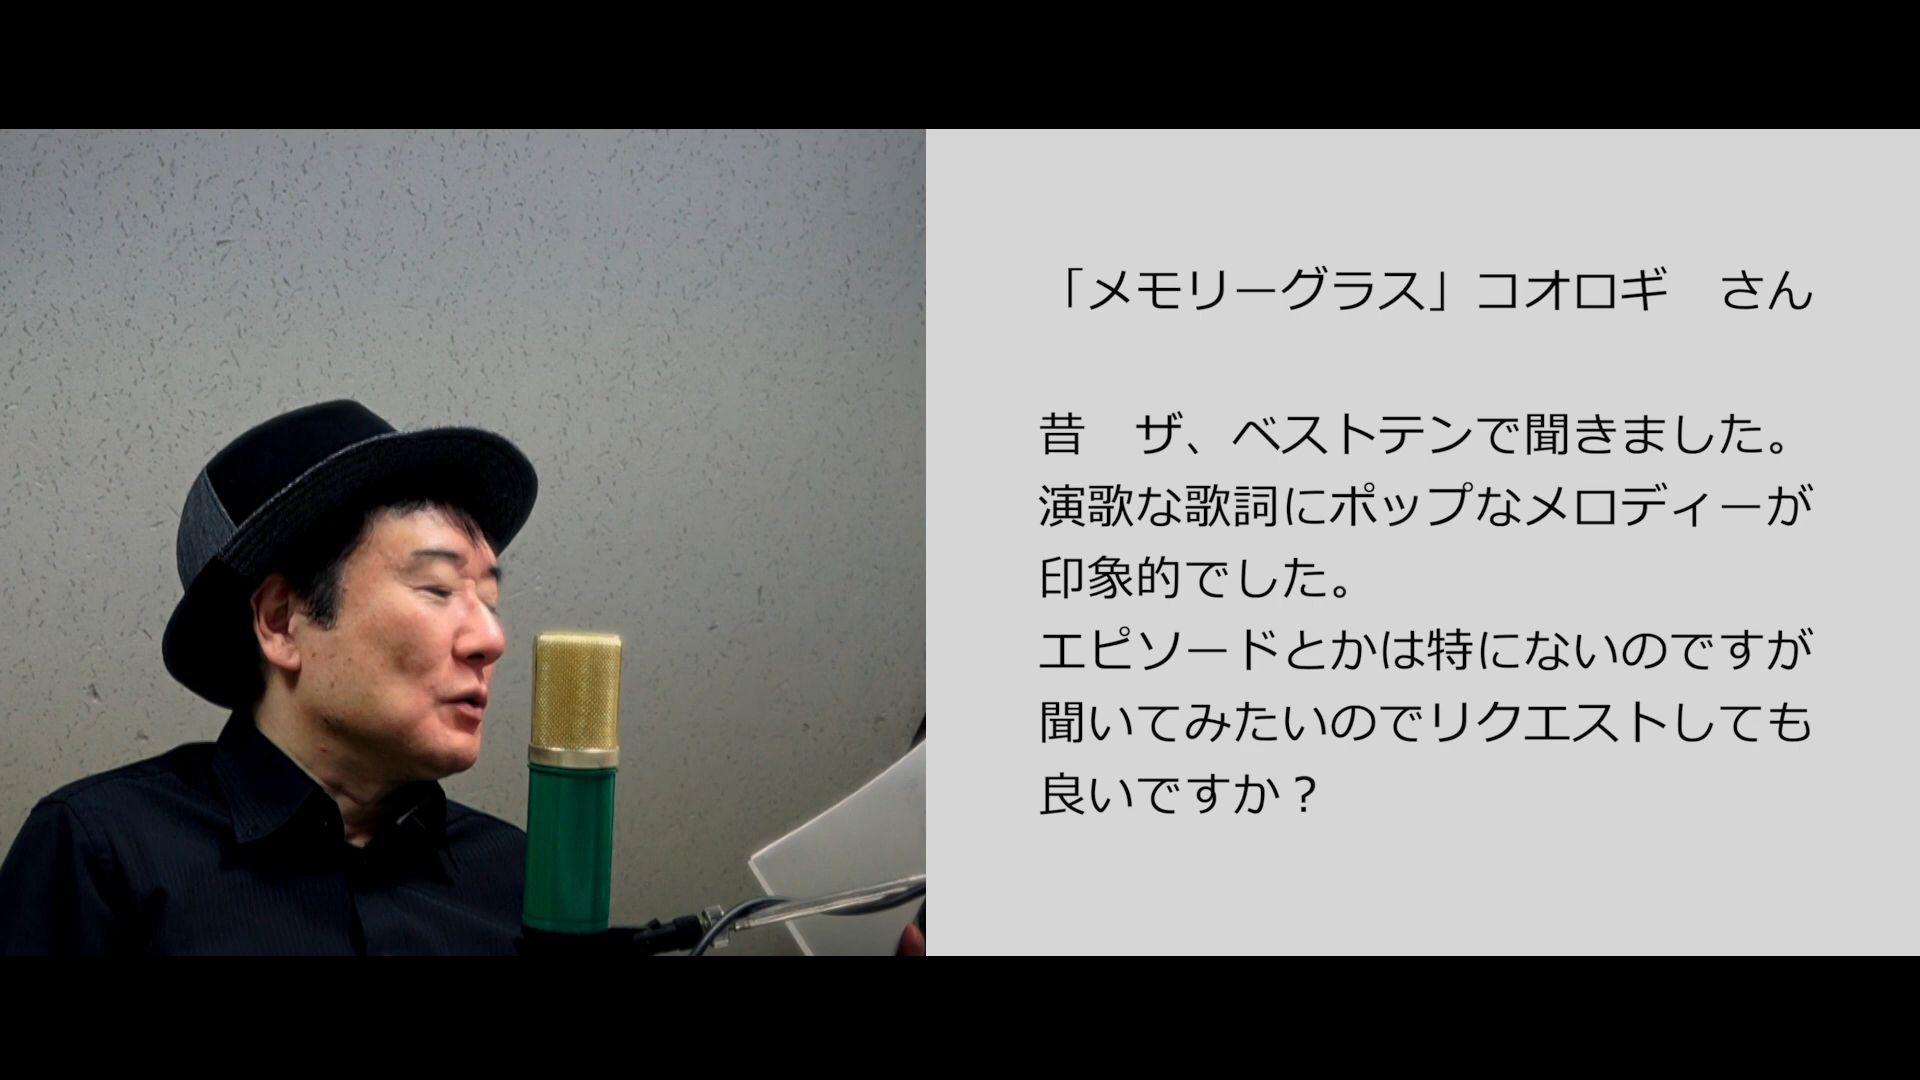 「メモリーグラス」コオロギ　さん
昔　ザ、ベストテンで聞きました。
演歌な歌詞にポップなメロディーが
印象的でした。
エピソードとかは特にないのですが
聞いてみたいのでリクエストしても
良いですか？